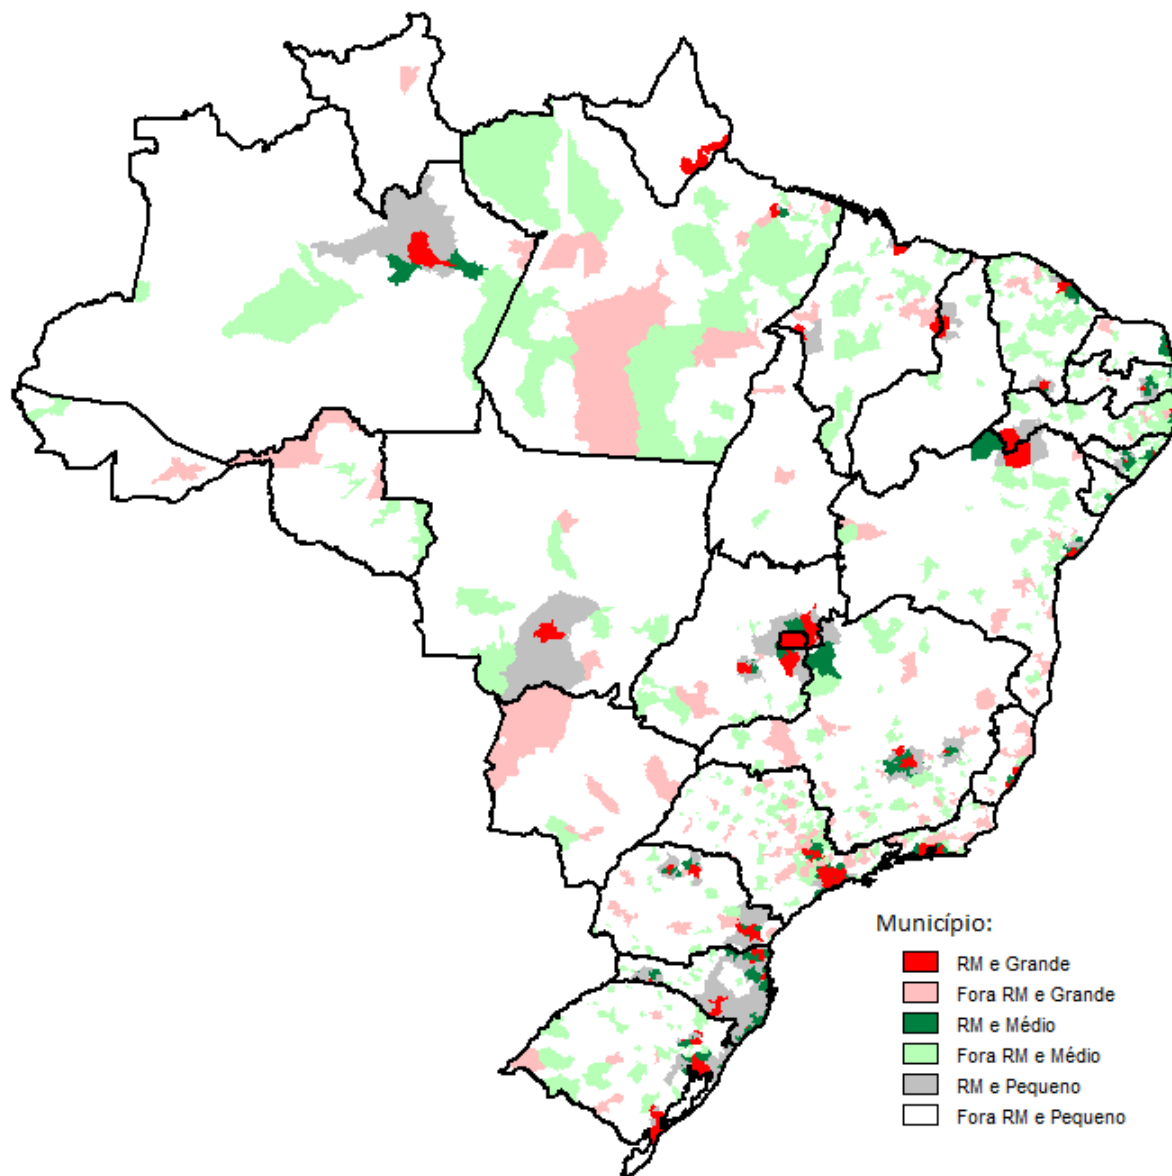 Município:
RM e Grande
Fora RM e Grande
RM e Médio
Fora RM e Médio
RM e Pequeno
Fora RM e Pequeno